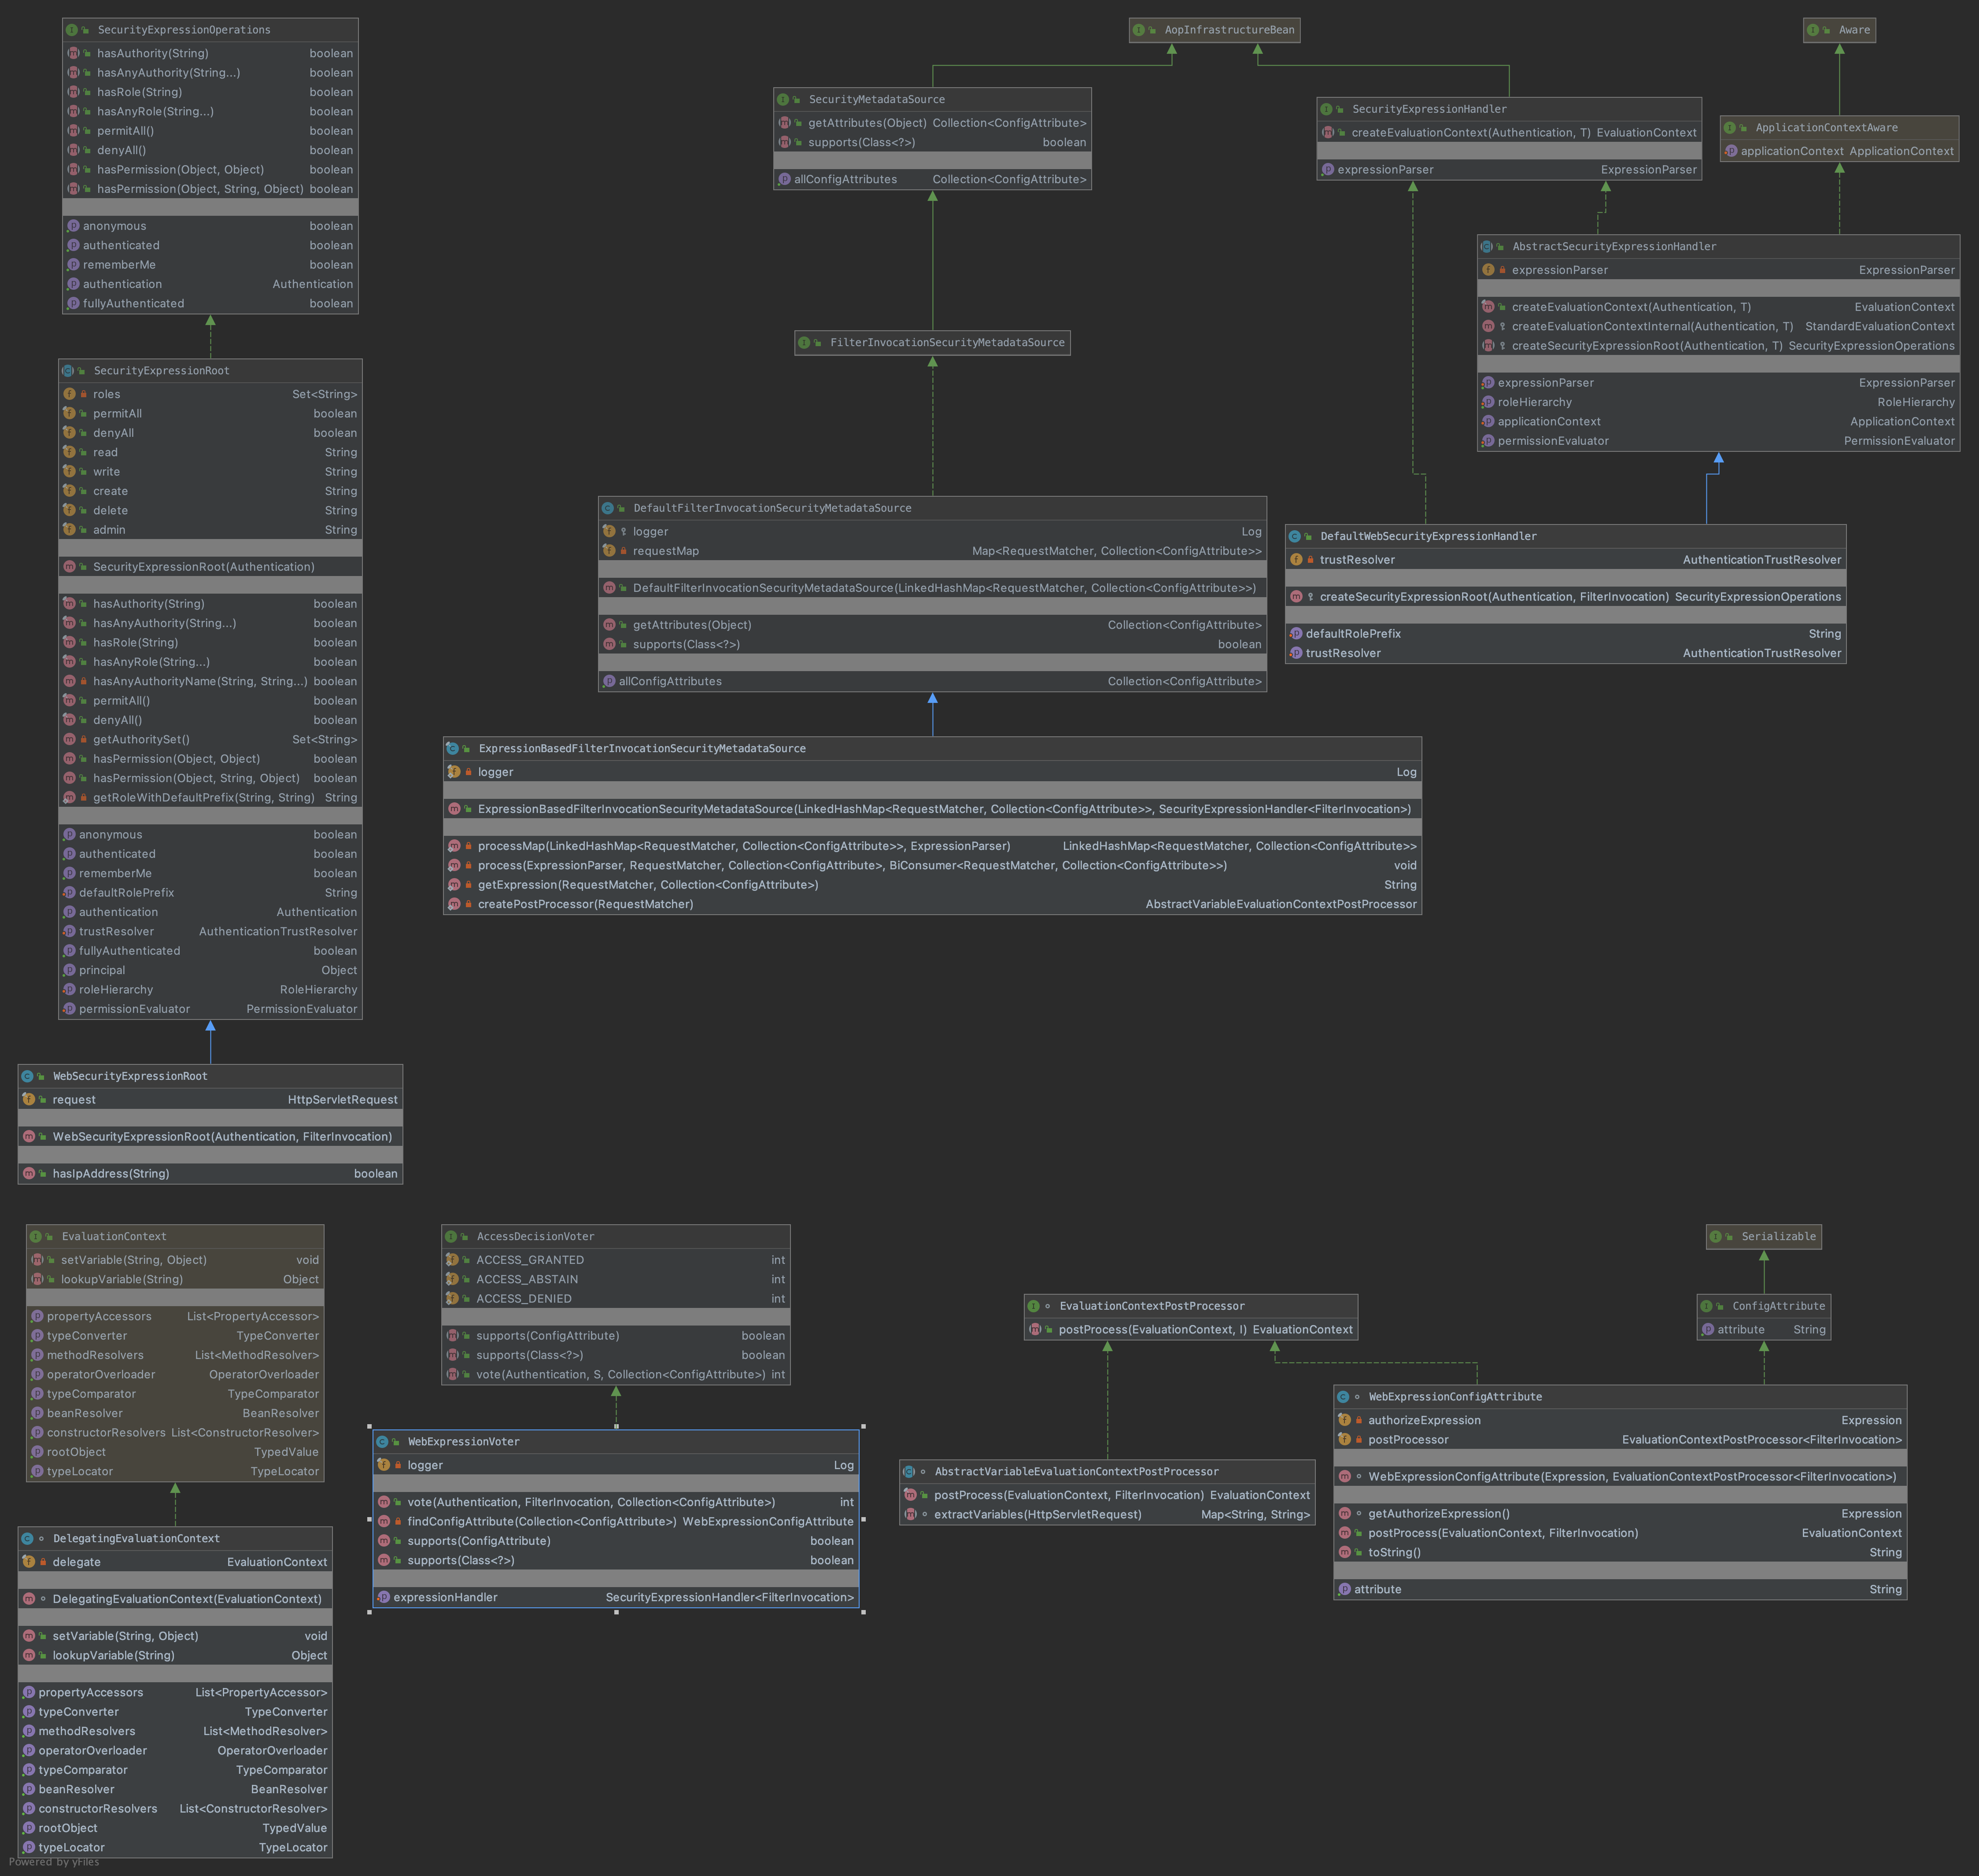 SecurityExpressionOperations
hasAuthority(String) boolean
hasAnyAuthority(String...) boolean
hasRole(String) boolean
hasAnyRole(String...) boolean
permitAll() boolean
denyAll() boolean
hasPermission(Object, Object) boolean
hasPermission(Object, String, Object) boolean
anonymous boolean
authenticated boolean
rememberMe boolean
authentication Authentication
fullyAuthenticated boolean
SecurityExpressionRoot
roles Set<String>
permitAll boolean
denyAll boolean
read String
write String
create String
delete String
admin String
SecurityExpressionRoot(Authentication)
hasAuthority(String) boolean
hasAnyAuthority(String...) boolean
hasRole(String) boolean
hasAnyRole(String...) boolean
hasAnyAuthorityName(String, String...) boolean
permitAll() boolean
denyAll() boolean
getAuthoritySet() Set<String>
hasPermission(Object, Object) boolean
hasPermission(Object, String, Object) boolean
getRoleWithDefaultPrefix(String, String) String
anonymous boolean
authenticated boolean
rememberMe boolean
defaultRolePrefix String
authentication Authentication
trustResolver AuthenticationTrustResolver
fullyAuthenticated boolean
principal Object
roleHierarchy RoleHierarchy
permissionEvaluator PermissionEvaluator
WebSecurityExpressionRoot
request HttpServletRequest
WebSecurityExpressionRoot(Authentication, FilterInvocation)
hasIpAddress(String) boolean
AopInfrastructureBean
SecurityMetadataSource
getAttributes(Object) Collection<ConfigAttribute>
supports(Class<?>) boolean
allConfigAttributes Collection<ConfigAttribute>
FilterInvocationSecurityMetadataSource
DefaultFilterInvocationSecurityMetadataSource
logger Log
requestMap Map<RequestMatcher, Collection<ConfigAttribute>>
DefaultFilterInvocationSecurityMetadataSource(LinkedHashMap<RequestMatcher, Collection<ConfigAttribute>>)
getAttributes(Object) Collection<ConfigAttribute>
supports(Class<?>) boolean
allConfigAttributes Collection<ConfigAttribute>
ExpressionBasedFilterInvocationSecurityMetadataSource
logger Log
ExpressionBasedFilterInvocationSecurityMetadataSource(LinkedHashMap<RequestMatcher, Collection<ConfigAttribute>>, SecurityExpressionHandler<FilterInvocation>)
processMap(LinkedHashMap<RequestMatcher, Collection<ConfigAttribute>>, ExpressionParser) LinkedHashMap<RequestMatcher, Collection<ConfigAttribute>>
process(ExpressionParser, RequestMatcher, Collection<ConfigAttribute>, BiConsumer<RequestMatcher, Collection<ConfigAttribute>>) void
getExpression(RequestMatcher, Collection<ConfigAttribute>) String
createPostProcessor(RequestMatcher) AbstractVariableEvaluationContextPostProcessor
SecurityExpressionHandler
createEvaluationContext(Authentication, T) EvaluationContext
expressionParser ExpressionParser
Aware
ApplicationContextAware
applicationContext ApplicationContext
AbstractSecurityExpressionHandler
expressionParser ExpressionParser
createEvaluationContext(Authentication, T) EvaluationContext
createEvaluationContextInternal(Authentication, T) StandardEvaluationContext
createSecurityExpressionRoot(Authentication, T) SecurityExpressionOperations
expressionParser ExpressionParser
roleHierarchy RoleHierarchy
applicationContext ApplicationContext
permissionEvaluator PermissionEvaluator
DefaultWebSecurityExpressionHandler
trustResolver AuthenticationTrustResolver
createSecurityExpressionRoot(Authentication, FilterInvocation) SecurityExpressionOperations
defaultRolePrefix String
trustResolver AuthenticationTrustResolver
EvaluationContext
setVariable(String, Object) void
lookupVariable(String) Object
propertyAccessors List<PropertyAccessor>
typeConverter TypeConverter
methodResolvers List<MethodResolver>
operatorOverloader OperatorOverloader
typeComparator TypeComparator
beanResolver BeanResolver
constructorResolvers List<ConstructorResolver>
rootObject TypedValue
typeLocator TypeLocator
DelegatingEvaluationContext
delegate EvaluationContext
DelegatingEvaluationContext(EvaluationContext)
setVariable(String, Object) void
lookupVariable(String) Object
propertyAccessors List<PropertyAccessor>
typeConverter TypeConverter
methodResolvers List<MethodResolver>
operatorOverloader OperatorOverloader
typeComparator TypeComparator
beanResolver BeanResolver
constructorResolvers List<ConstructorResolver>
rootObject TypedValue
typeLocator TypeLocator
AccessDecisionVoter
ACCESS_GRANTED int
ACCESS_ABSTAIN int
ACCESS_DENIED int
supports(ConfigAttribute) boolean
supports(Class<?>) boolean
vote(Authentication, S, Collection<ConfigAttribute>) int
WebExpressionVoter
logger Log
vote(Authentication, FilterInvocation, Collection<ConfigAttribute>) int
findConfigAttribute(Collection<ConfigAttribute>) WebExpressionConfigAttribute
supports(ConfigAttribute) boolean
supports(Class<?>) boolean
expressionHandler SecurityExpressionHandler<FilterInvocation>
EvaluationContextPostProcessor
postProcess(EvaluationContext, I) EvaluationContext
AbstractVariableEvaluationContextPostProcessor
postProcess(EvaluationContext, FilterInvocation) EvaluationContext
extractVariables(HttpServletRequest) Map<String, String>
Serializable
ConfigAttribute
attribute String
WebExpressionConfigAttribute
authorizeExpression Expression
postProcessor EvaluationContextPostProcessor<FilterInvocation>
WebExpressionConfigAttribute(Expression, EvaluationContextPostProcessor<FilterInvocation>)
getAuthorizeExpression() Expression
postProcess(EvaluationContext, FilterInvocation) EvaluationContext
toString() String
attribute String
Powered by yFiles